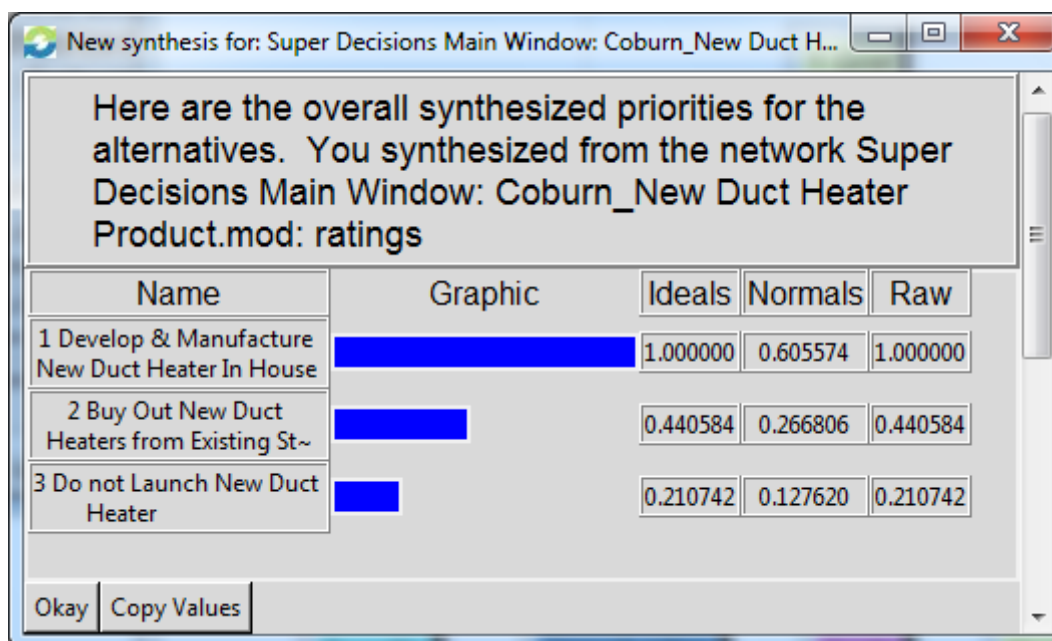 New synthesis for: Super Decisions Main Window: Coburn_New Duct H...
Here are the overall synthesized priorities for the
alternatives.  You synthesized from the network Super
Decisions Main Window: Coburn_New Duct Heater
Product.mod: ratings
Name Graphic Ideals Normals Raw
1 Develop & Manufacture
New Duct Heater In House
1.000000 0.605574 1.000000
2 Buy Out New Duct
Heaters from Existing St~
0.440584 0.266806 0.440584
3 Do not Launch New Duct
Heater
0.210742 0.127620 0.210742
Okay Copy Values